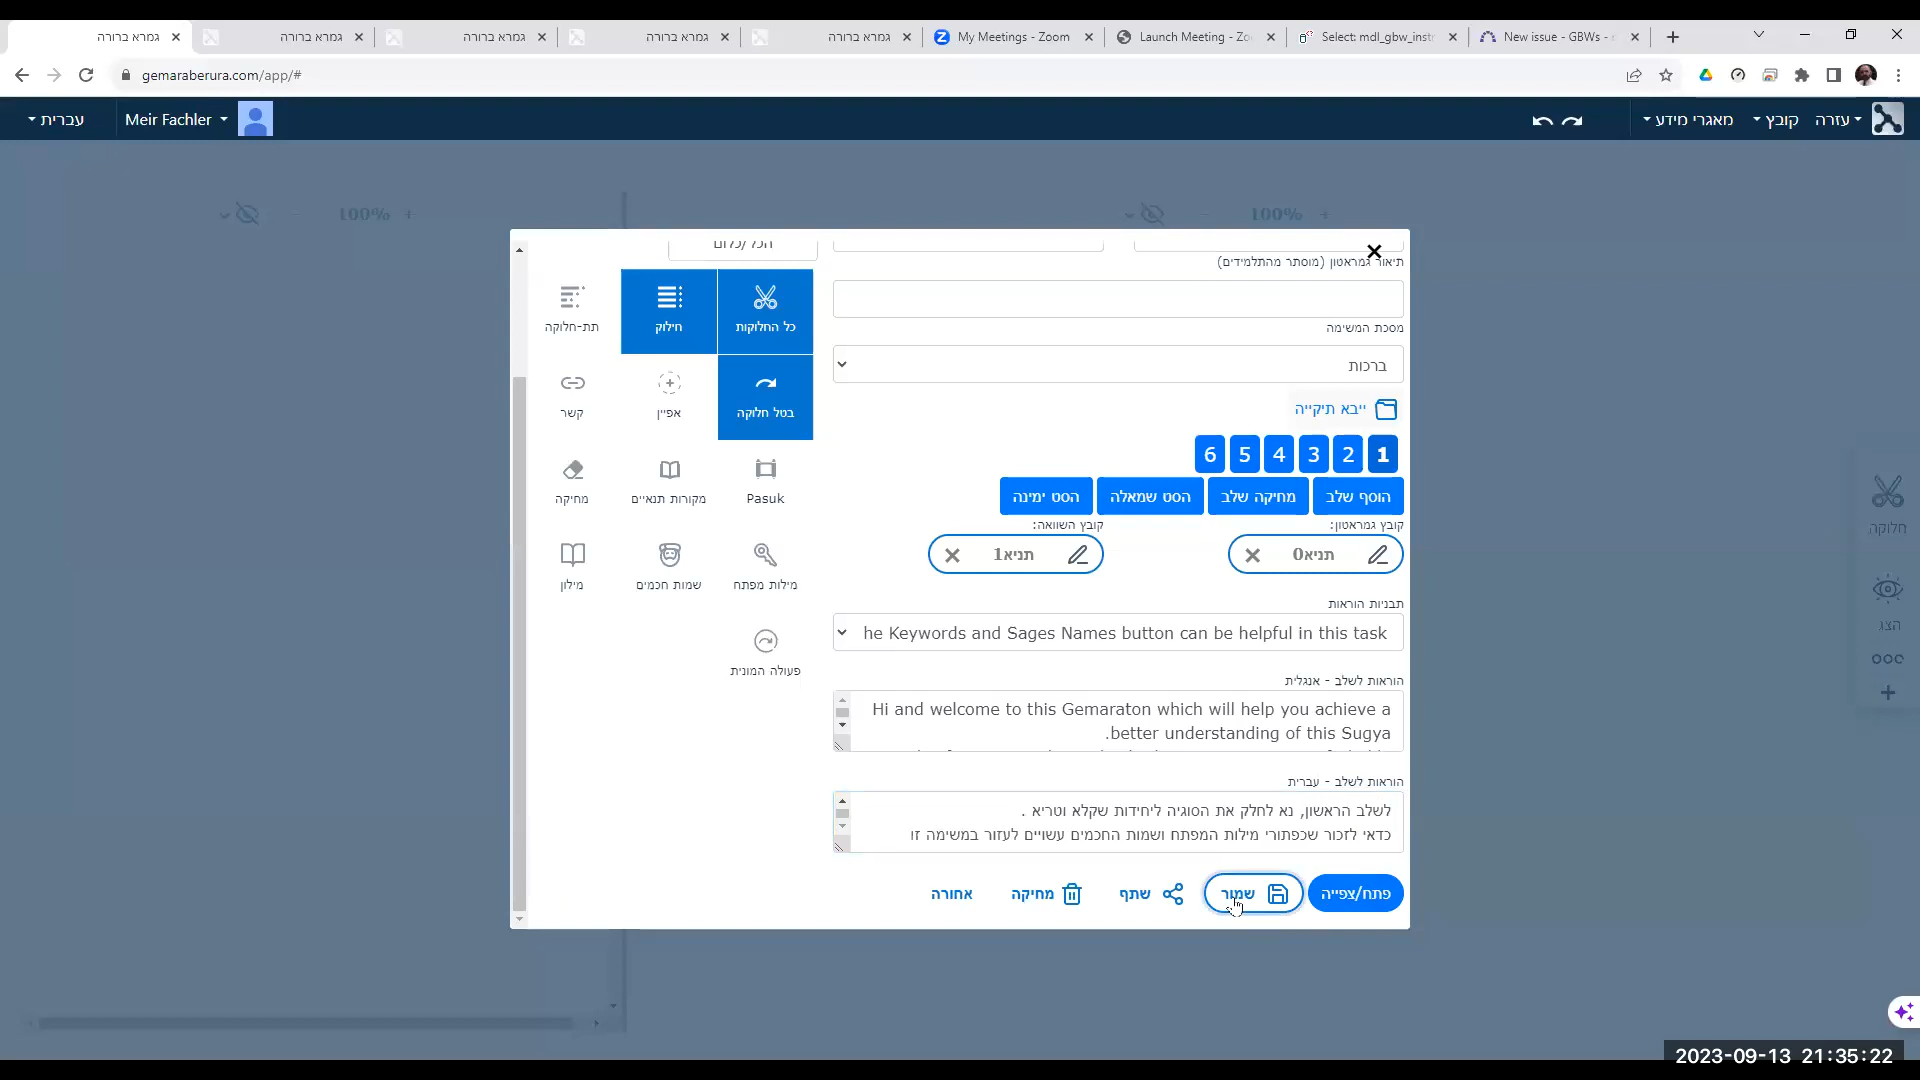 גמרא ברורה
גמרא ברורה
גמרא ברורה
גמרא ברורה
גמרא ברורה
My Meetings - Zoom
Launch Meeting - Zo
Select: mdl_gbw_instr
New issue - GBWs -
gemaraberura.com/app/#
עברית
Meir Fachler
מאגרי מידע
קובץ
עזרה
100%
100%
הכל/כלום
תיאור גמראטון (מוסתר מהתלמידים)
מסכת המשימה
ברכות
ייבא תיקייה
1 2 3 4 5 6
הוסף שלב
מחיקה שלב
הסט שמאלה
הסט ימינה
קובץ גמראטון:
קובץ השוואה:
תניא0
תניא1
תבניות הוראות
he Keywords and Sages Names button can be helpful in this task
הוראות לשלב - אנגלית
Hi and welcome to this Gemaraton which will help you achieve a
better understanding of this Sugya.
הוראות לשלב - עברית
לשלב הראשון, נא לחלק את הסוגיה ליחידות שקלא וטריא .
כדאי לזכור שכפתורי מילות המפתח ושמות החכמים עשויים לעזור במשימה זו
פתח/צפייה
שמור
שתף
מחיקה
אחורה
כל החלוקות
חילוק
תת-חלוקה
בטל חלוקה
אפיין
קשר
Pasuk
מקורות תנאיים
מחיקה
מילות מפתח
שמות חכמים
מילון
פעולה המונית
חלוקה
הצג
2023-09-13 21:35:22